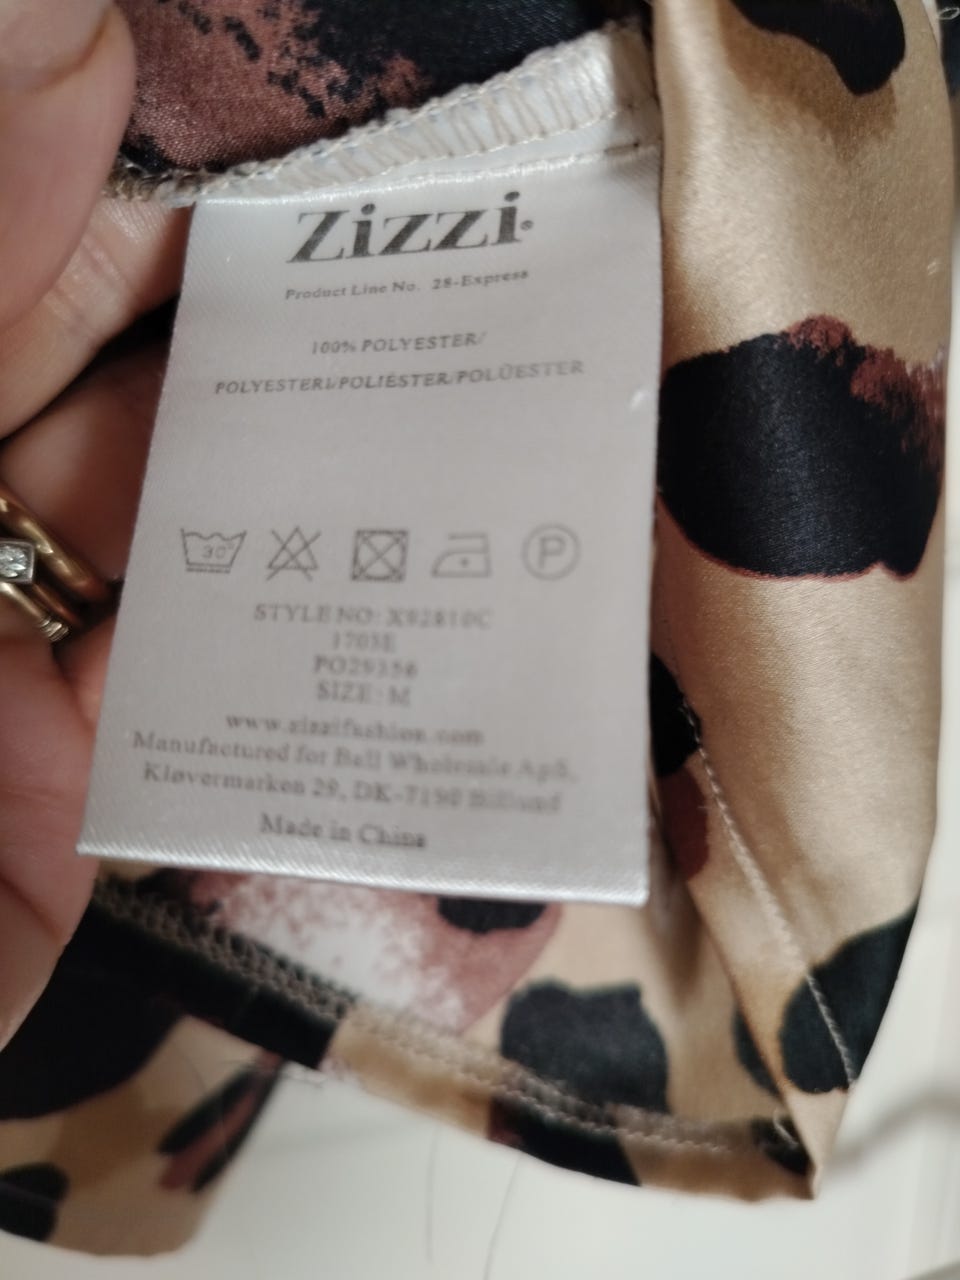 Zizzi®
Product Line No. 28-Express
100% POLYESTER/
POLYESTERI/POLIÉSTER/POLÜESTER
30° P
STYLE NO: X92810C
1703E
PO29356
SIZE: M
www.zizzifashion.com
Manufactured for Ball Wholesale ApS,
Kløvermarken 29, DK-7190 Billund
Made in China